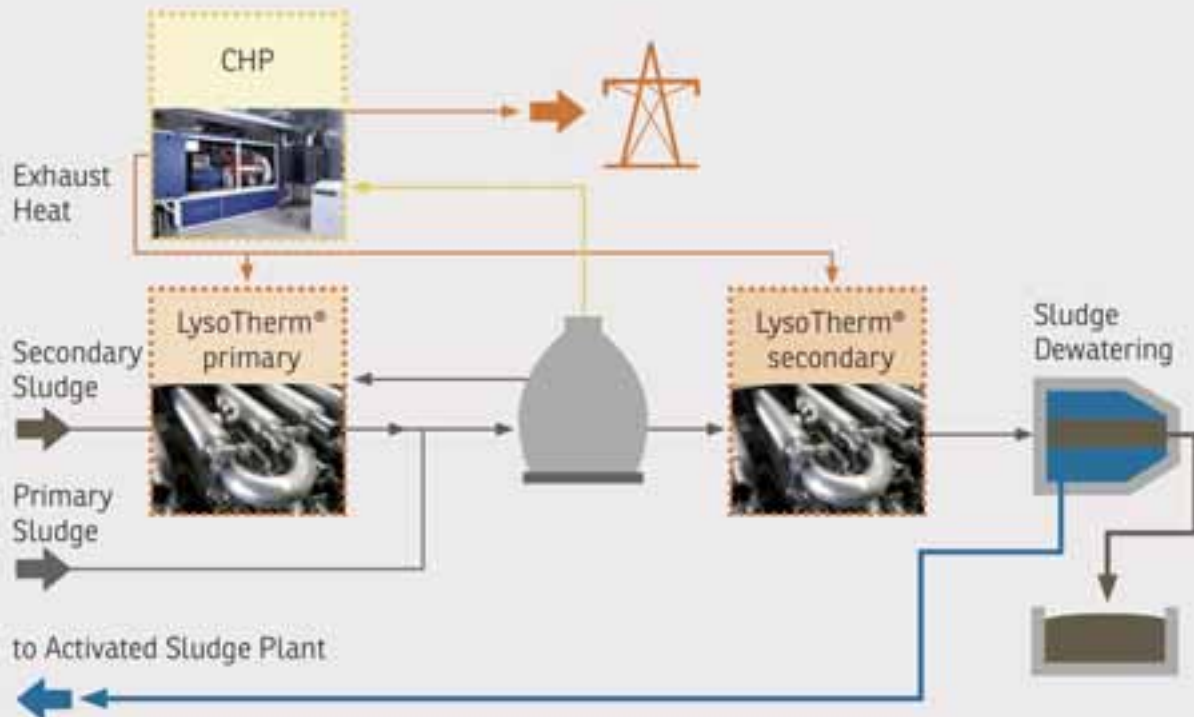 CHP
Exhaust
Heat
LysoTherm®
primary
LysoTherm®
secondary
Sludge
Dewatering
Secondary
Sludge
Primary
Sludge
to Activated Sludge Plant